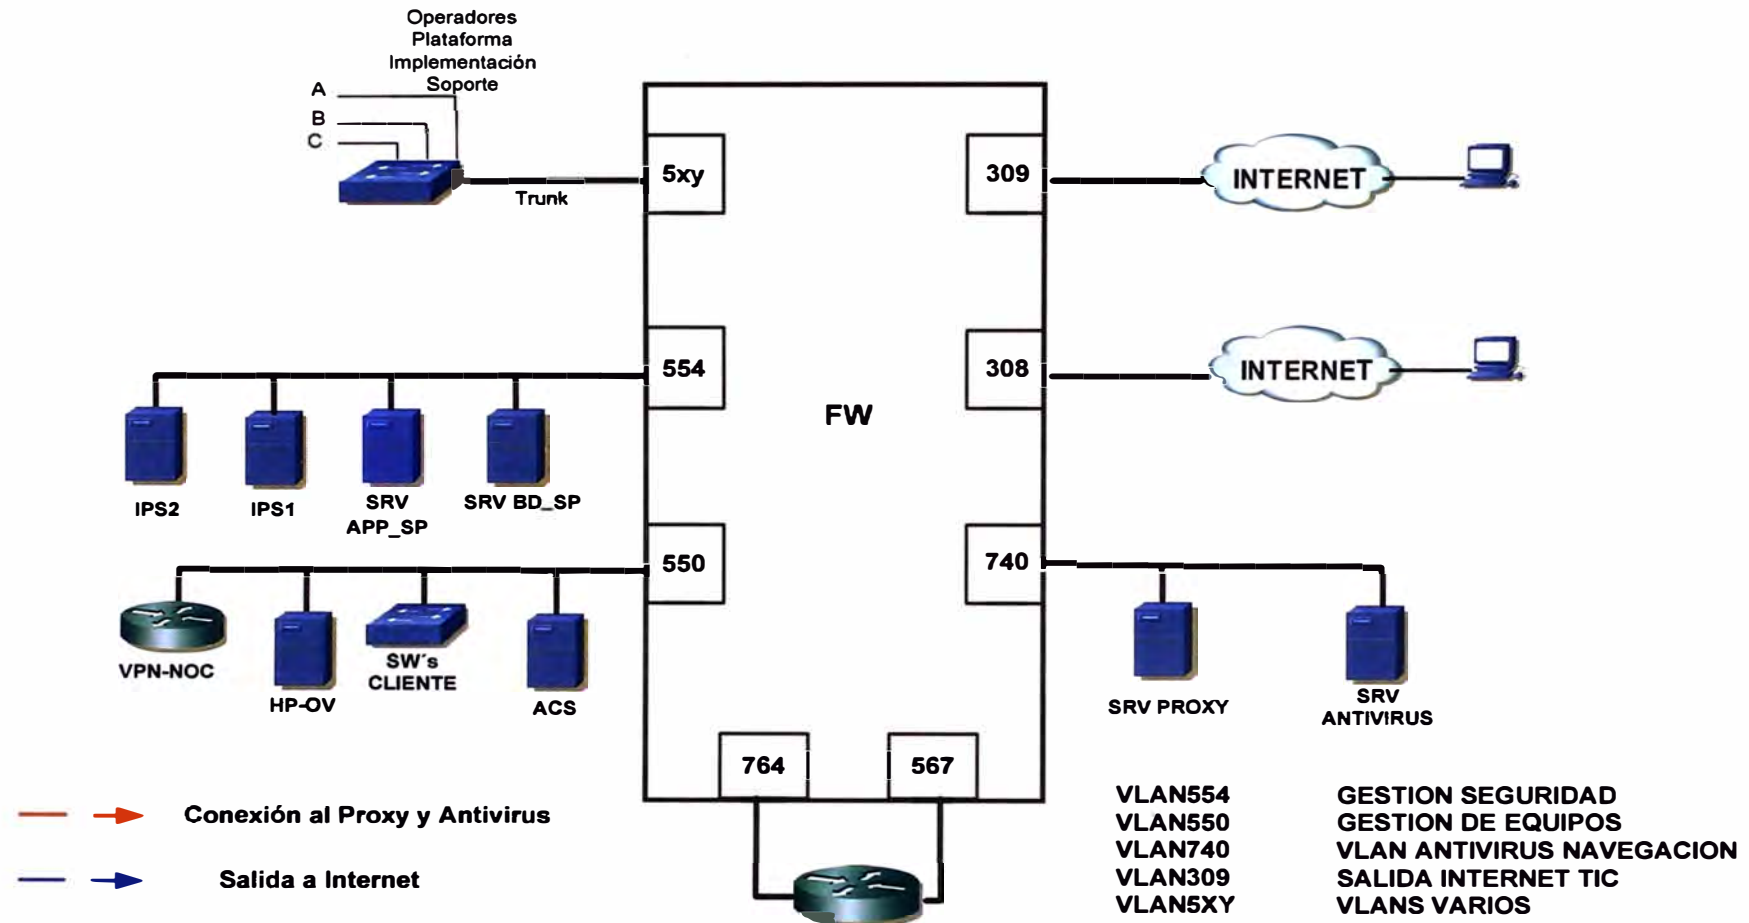 Operadores
Plataforma
Implementación
Soporte
A
B
C
Trunk
5xy
309
INTERNET
554
308
INTERNET
FW
IPS2
IPS1
SRV
APP_SP
SRV BD_SP
550
740
VPN-NOC
HP-OV
SW´s
CLIENTE
ACS
SRV PROXY
SRV
ANTIVIRUS
764
567
Conexión al Proxy y Antivirus
Salida a Internet
VLAN554 GESTION SEGURIDAD
VLAN550 GESTION DE EQUIPOS
VLAN740 VLAN ANTIVIRUS NAVEGACION
VLAN309 SALIDA INTERNET TIC
VLAN5XY VLANS VARIOS